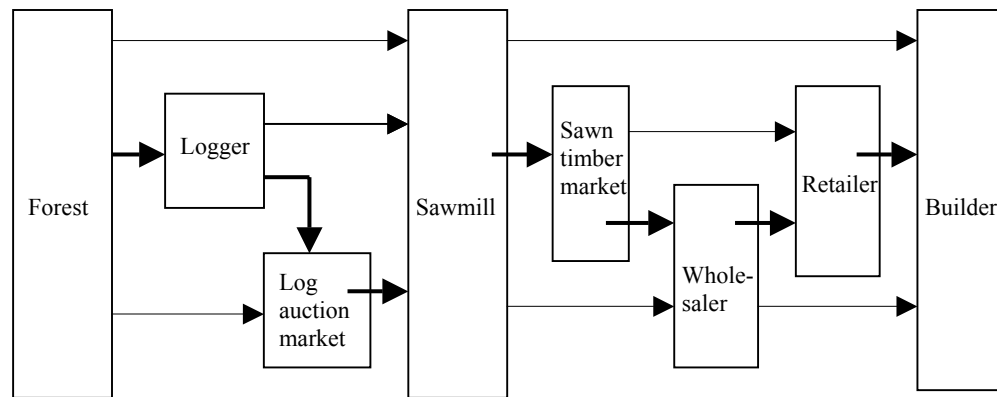 Forest
Logger
Log
auction
market
Sawmill
Sawn
timber
market
Whole-
saler
Retailer
Builder